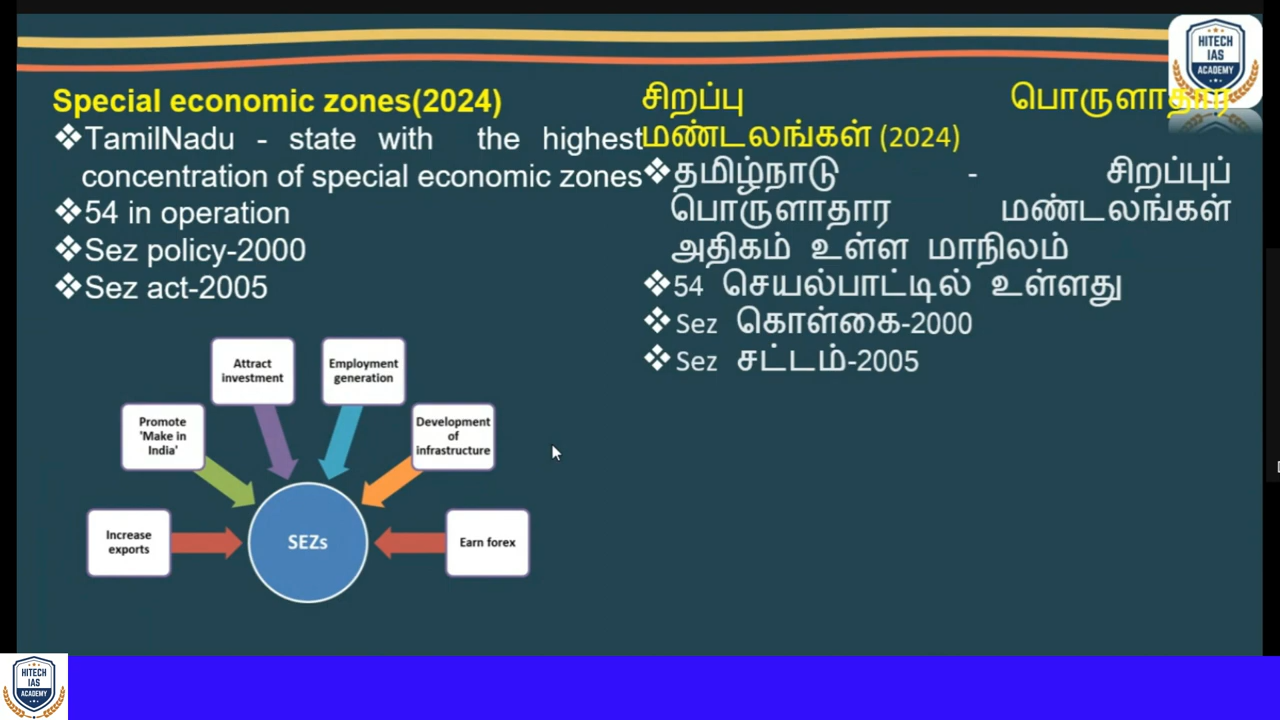 HITECH
IAS
ACADEMY
Special economic zones(2024)
❖TamilNadu - state with the highest
concentration of special economic zones
❖54 in operation
❖Sez policy-2000
❖Sez act-2005
சிறப்பு பொருளாதார
மண்டலங்கள் (2024)
❖தமிழ்நாடு - சிறப்புப்
பொருளாதார மண்டலங்கள்
அதிகம் உள்ள மாநிலம்
❖54 செயல்பாட்டில் உள்ளது
❖Sez கொள்கை-2000
❖Sez சட்டம்-2005
Attract
investment
Employment
generation
Promote
'Make in
India'
Development
of
infrastructure
Increase
exports
SEZs
Earn forex
HITECH
IAS
ACADEMY